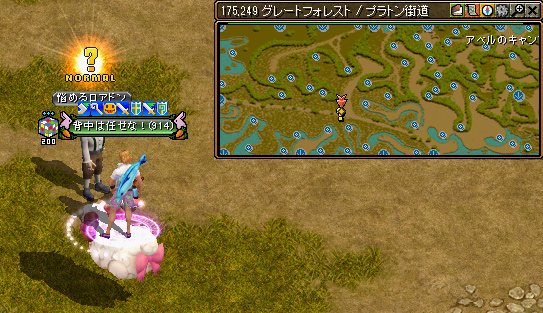 175,249 グレートフォレスト / プラトン街道
アベルのキャン
?
NORMAL
悩めるロアドン
背中は任せな!(914)
200